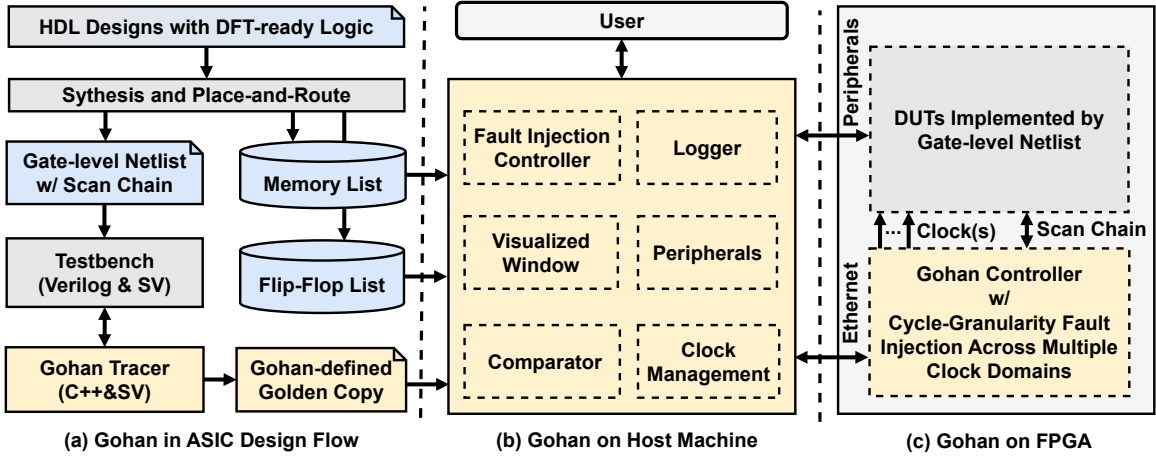 HDL Designs with DFT-ready Logic
Sythesis and Place-and-Route
Gate-level Netlist
w/ Scan Chain
Memory List
Testbench
(Verilog & SV)
Flip-Flop List
Gohan Tracer
(C++&SV)
Gohan-defined
Golden Copy
(a) Gohan in ASIC Design Flow
User
Fault Injection
Controller
Logger
Visualized
Window
Peripherals
Comparator
Clock
Management
(b) Gohan on Host Machine
Peripherals
DUTs Implemented by
Gate-level Netlist
... Clock(s)
Scan Chain
Ethernet
Gohan Controller
w/
Cycle-Granularity Fault
Injection Across Multiple
Clock Domains
(c) Gohan on FPGA